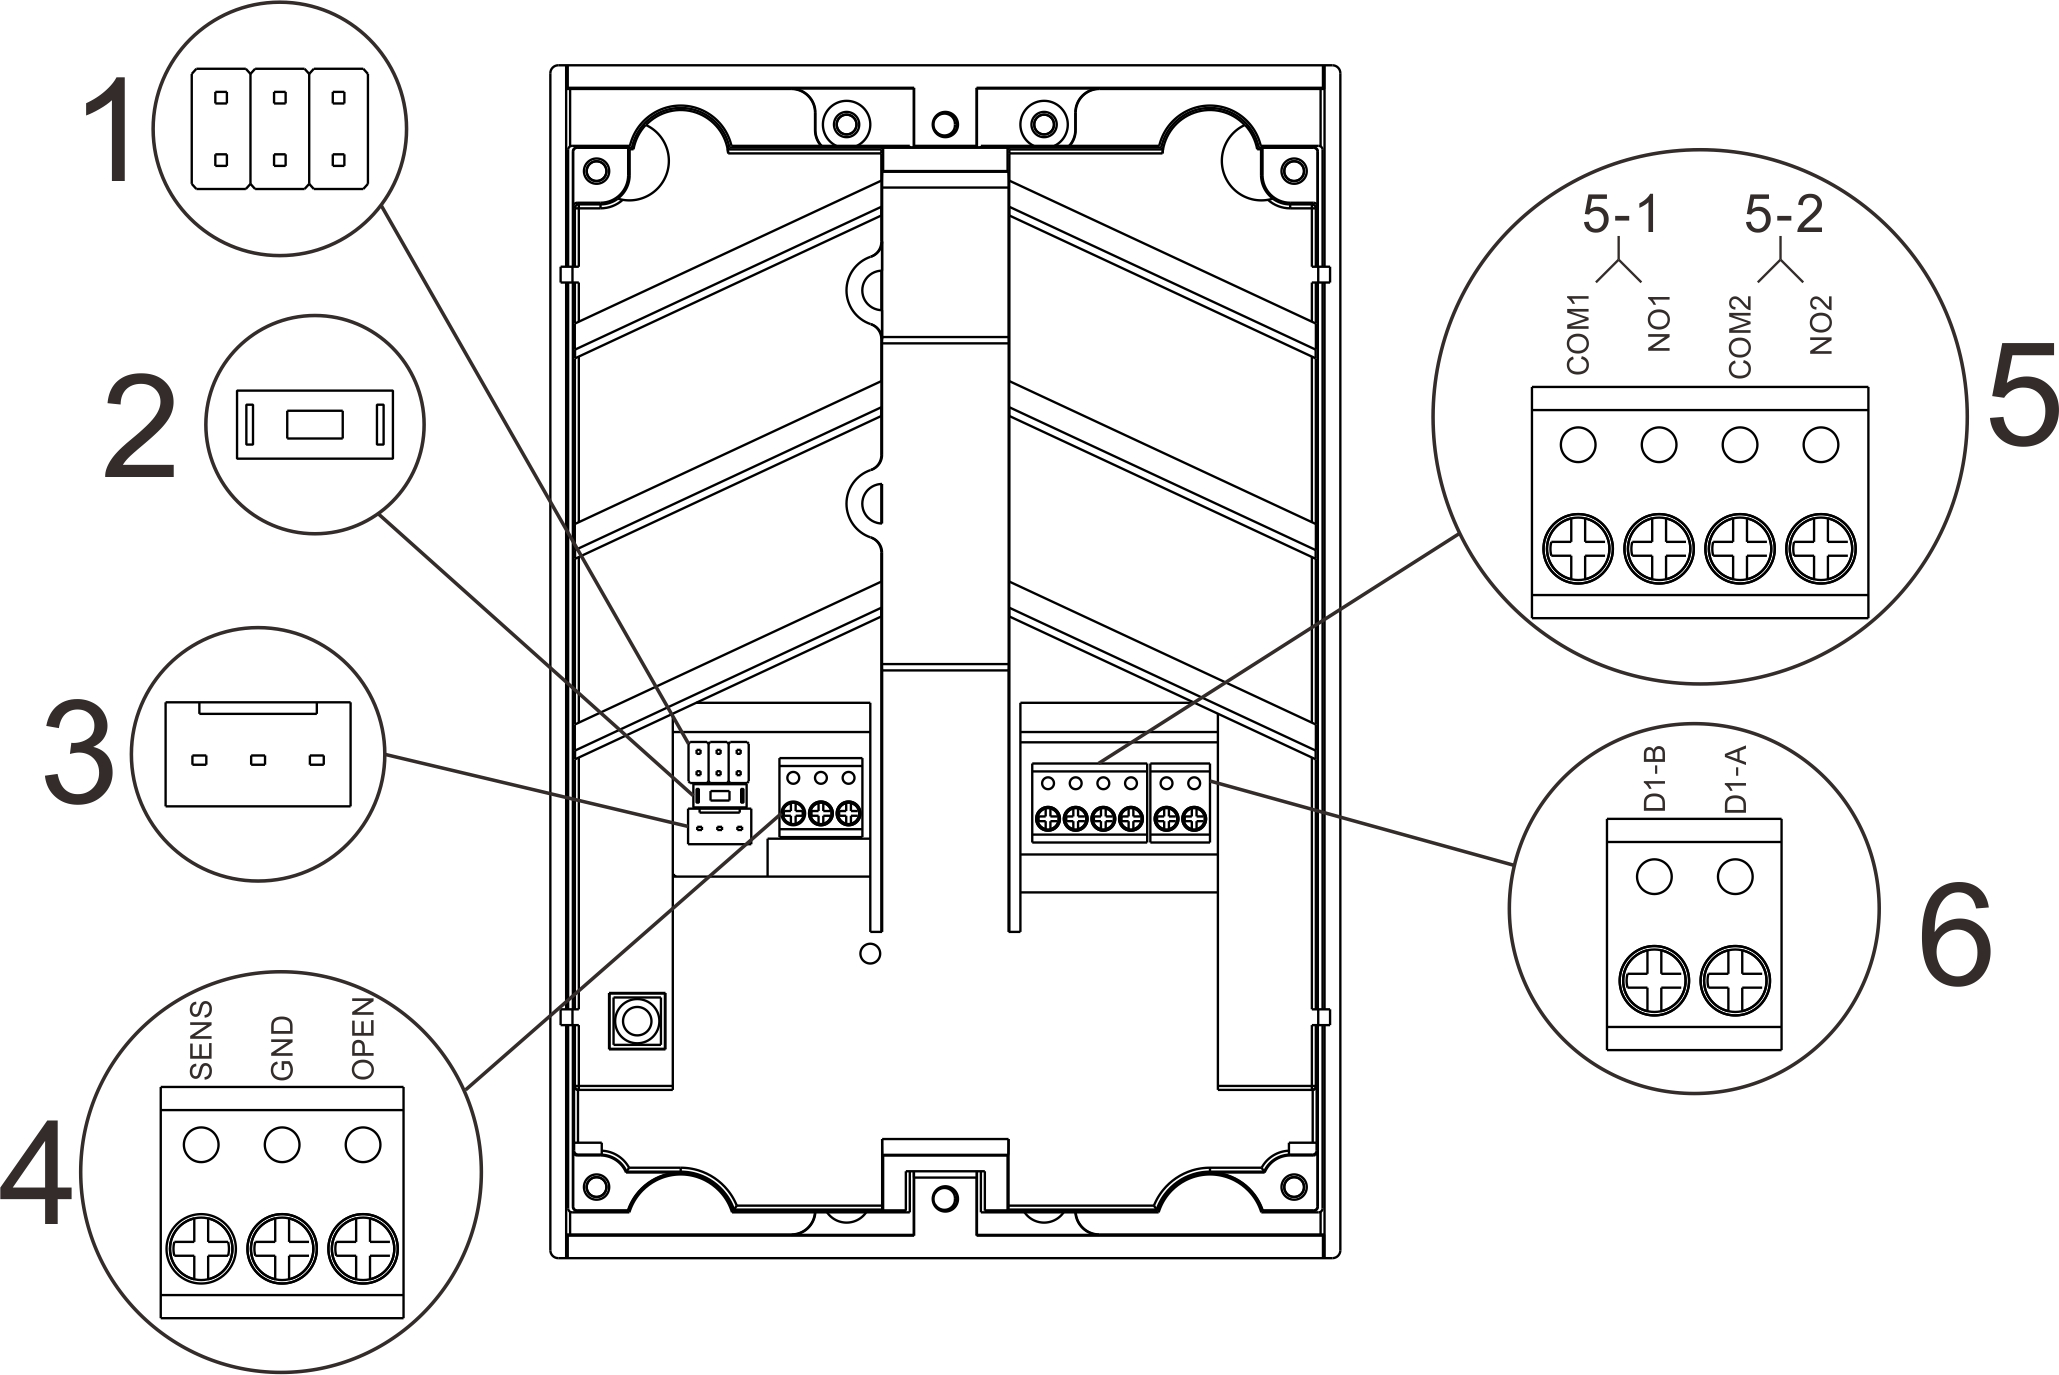 1
2
3
4
SENS
GND
OPEN
5-1
5-2
COM1
NO1
COM2
NO2
5
D1-B
D1-A
6